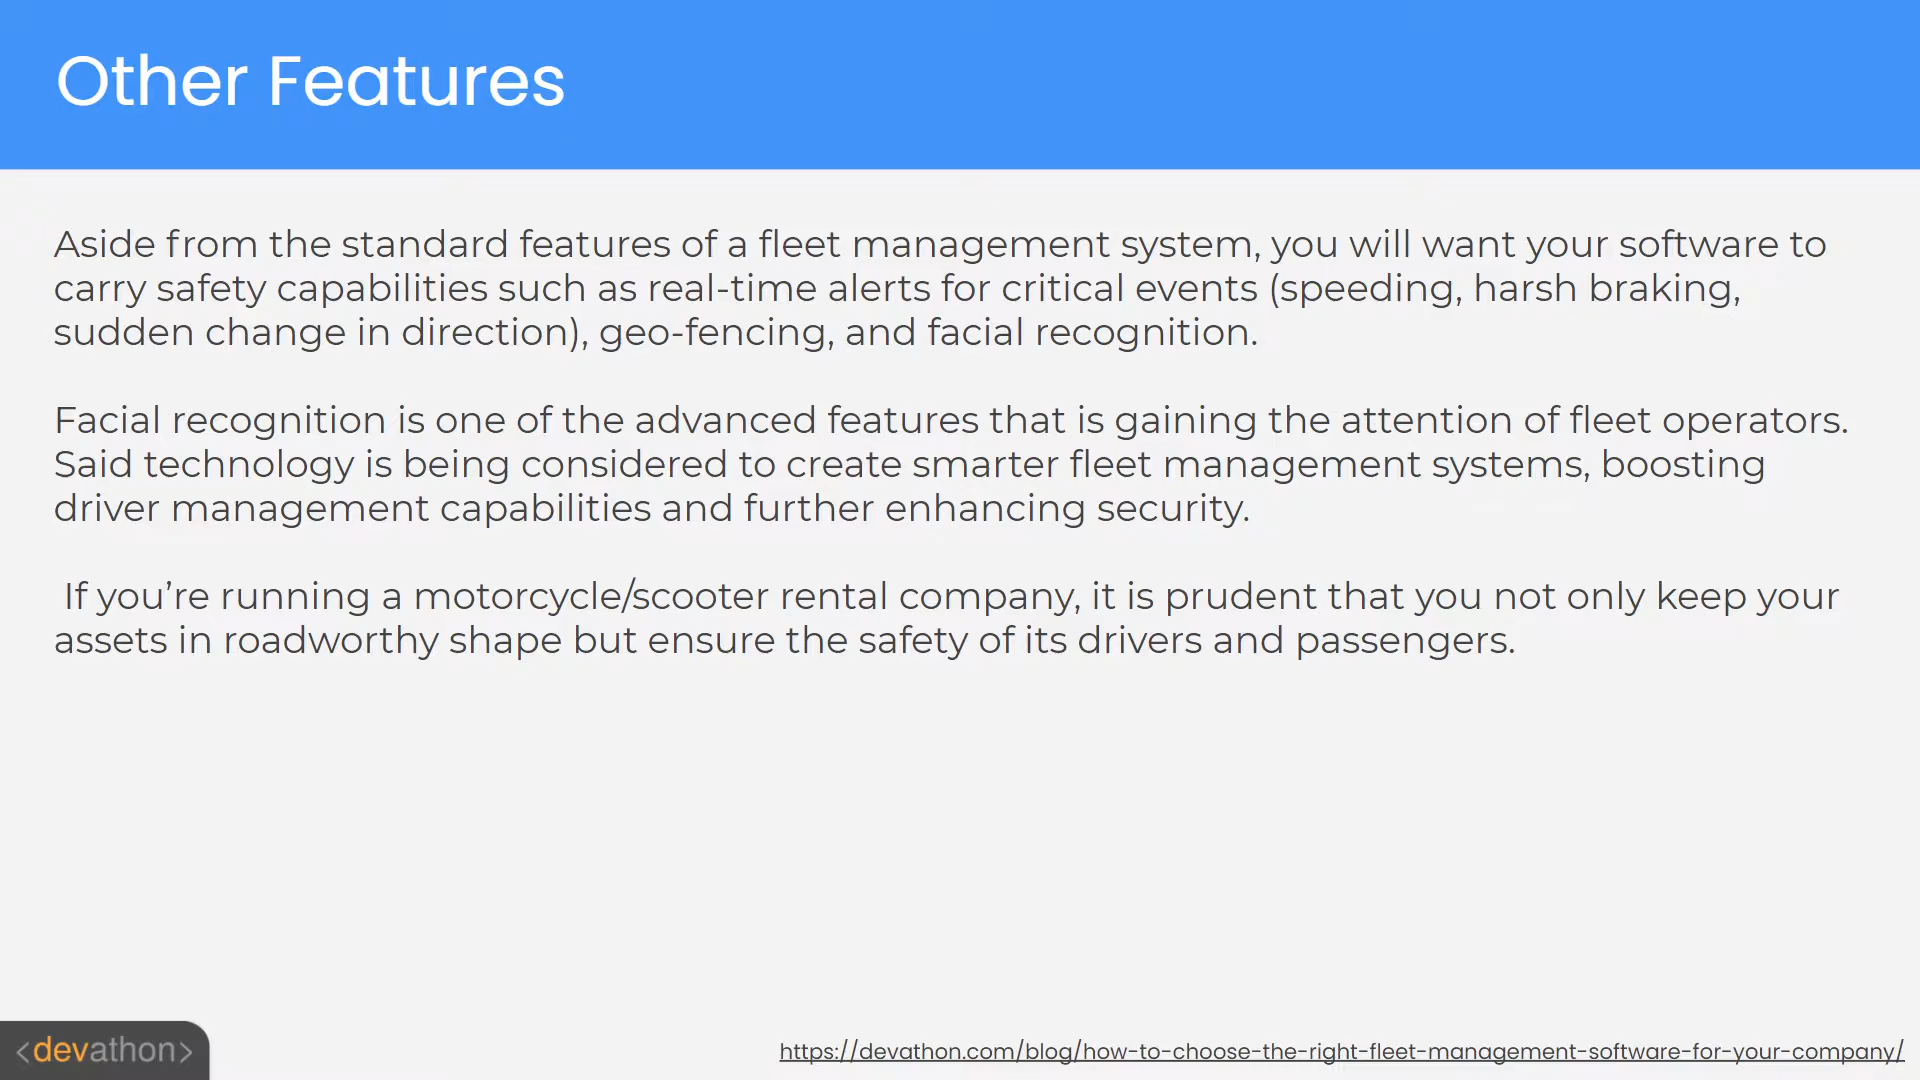 Other Features
Aside from the standard features of a fleet management system, you will want your software to
carry safety capabilities such as real-time alerts for critical events (speeding, harsh braking,
sudden change in direction), geo-fencing, and facial recognition.
Facial recognition is one of the advanced features that is gaining the attention of fleet operators.
Said technology is being considered to create smarter fleet management systems, boosting
driver management capabilities and further enhancing security.
If you’re running a motorcycle/scooter rental company, it is prudent that you not only keep your
assets in roadworthy shape but ensure the safety of its drivers and passengers.
<devathon>
https://devathon.com/blog/how-to-choose-the-right-fleet-management-software-for-your-company/